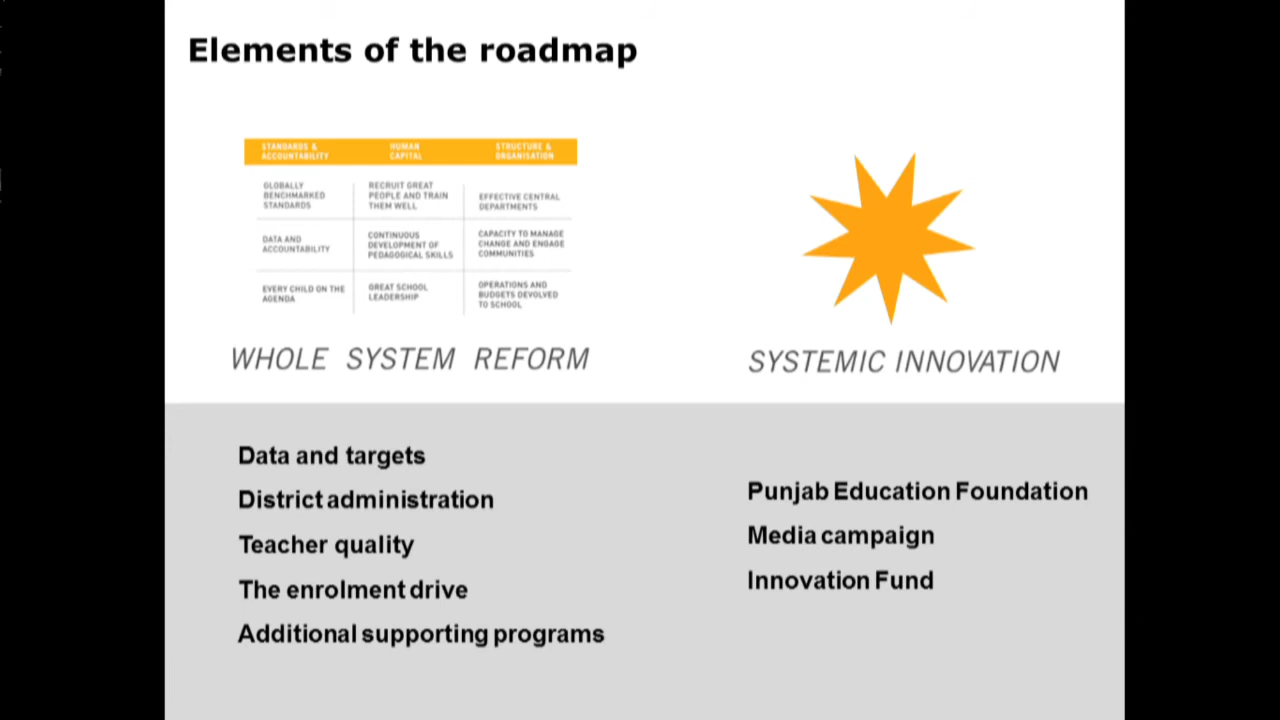 Elements of the roadmap
STANDARDS &
ACCOUNTABILITY
HUMAN
CAPITAL
STRUCTURE &
ORGANISATION
GLOBALLY
BENCHMARKED
STANDARDS
RECRUIT GREAT
PEOPLE AND TRAIN
THEM WELL
EFFECTIVE CENTRAL
DEPARTMENTS
DATA AND
ACCOUNTABILITY
CONTINUOUS
DEVELOPMENT OF
PEDAGOGICAL SKILLS
CAPACITY TO MANAGE
CHANGE AND ENGAGE
COMMUNITIES
EVERY CHILD ON THE
AGENDA
GREAT SCHOOL
LEADERSHIP
OPERATIONS AND
BUDGETS DEVOLVED
TO SCHOOL
WHOLE SYSTEM REFORM
SYSTEMIC INNOVATION
Data and targets
District administration
Teacher quality
The enrolment drive
Additional supporting programs
Punjab Education Foundation
Media campaign
Innovation Fund